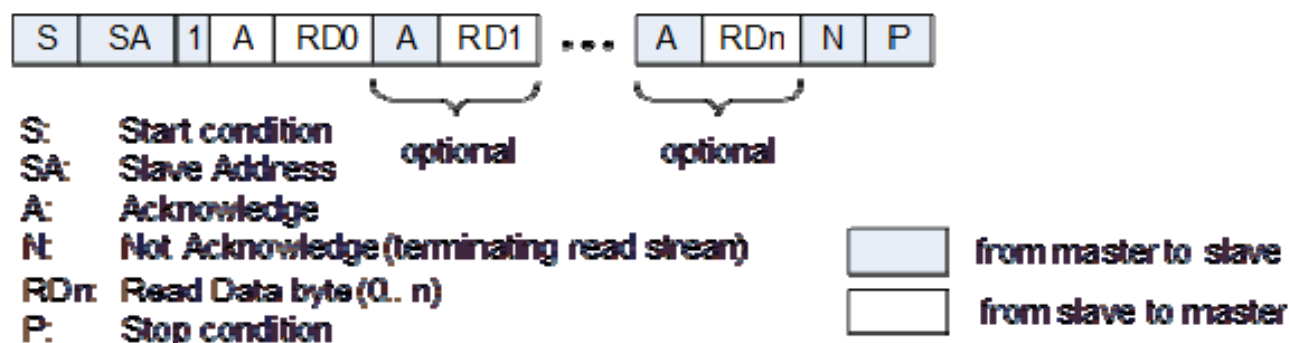 S SA 1 A RD0 A RD1 ... A RDn N P
optional optional
S: Start condition
SA: Slave Address
A: Acknowledge
N: Not Acknowledge (terminating read strean)
RDn: Read Data byte (0.. n)
P: Stop condition
from master to slave
from slave to master